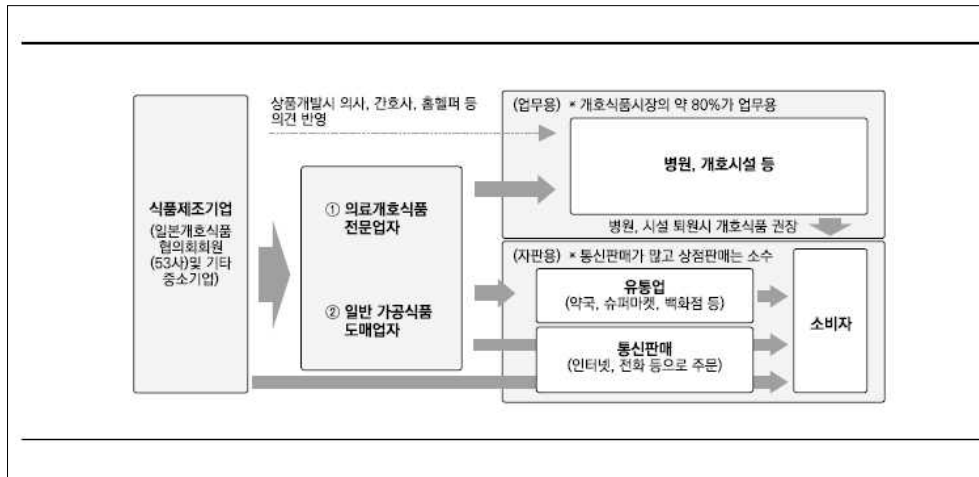 상품개발시 의사, 간호사, 홈헬퍼 등
의견 반영
(업무용) * 개호식품시장의 약 80%가 업무용
병원, 개호시설 등
식품제조기업
(일본개호식품
협의회회원
(53사)및 기타
중소기업)
① 의료개호식품
전문업자
② 일반 가공식품
도매업자
병원, 시설 퇴원시 개호식품 권장
(자판용) * 통신판매가 많고 상점판매는 소수
유통업
(약국, 슈퍼마켓, 백화점 등)
통신판매
(인터넷, 전화 등으로 주문)
소비자